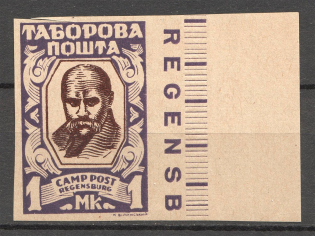 ТАБОРОВА
ПОШТА
CAMP POST
REGENSBURG
1 МК 1
REGENSB